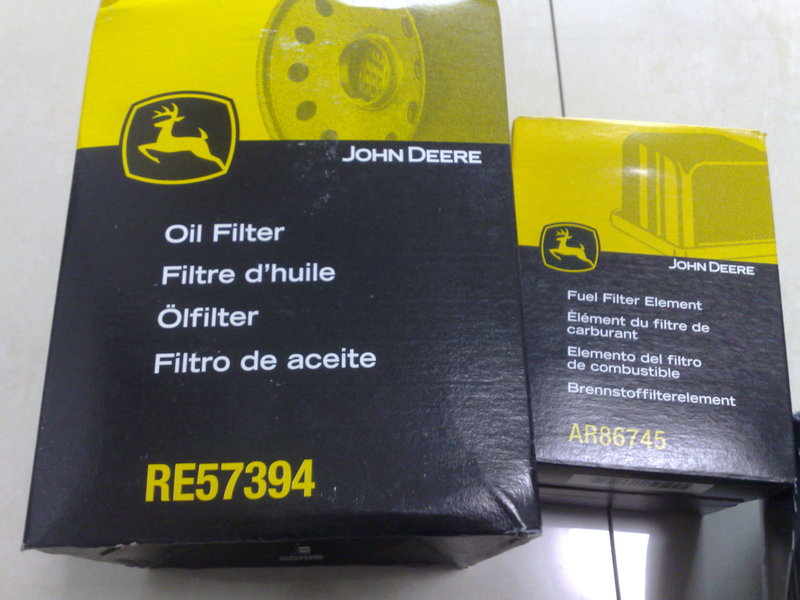 JOHN DEERE
Oil Filter
Filtre d'huile
Ölfilter
Filtro de aceite
RE57394
JOHN DEERE
Fuel Filter Element
Élément du filtre de
carburant
Elemento del filtro
de combustible
Brennstoffilterelement
AR86745